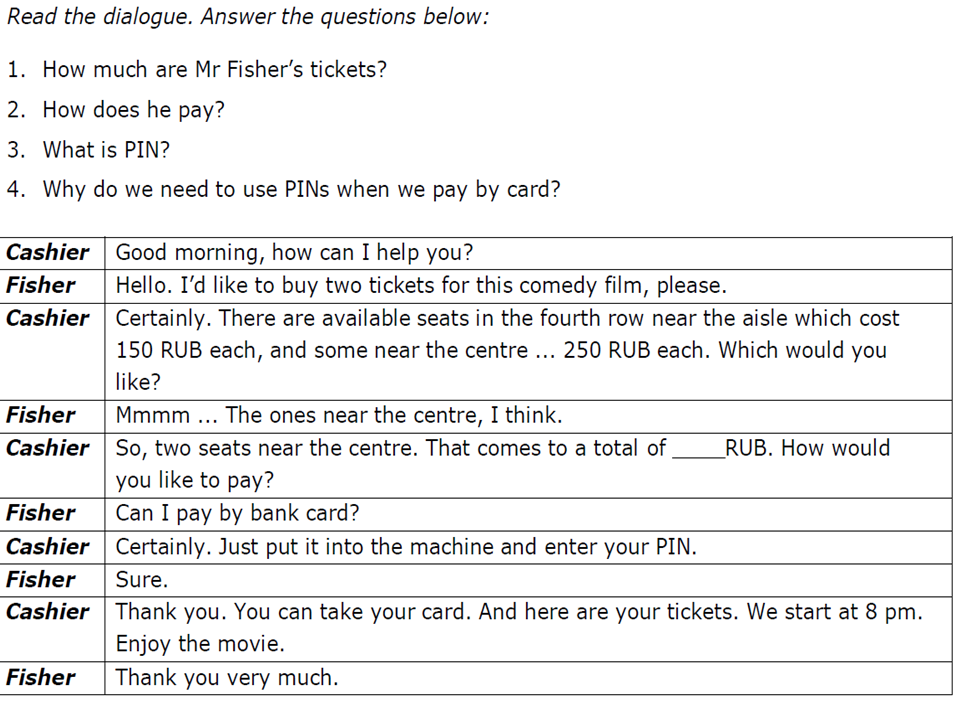 Read the dialogue. Answer the questions below:
1. How much are Mr Fisher’s tickets?
2. How does he pay?
3. What is PIN?
4. Why do we need to use PINs when we pay by card?
Cashier Good morning, how can I help you?
Fisher Hello. I’d like to buy two tickets for this comedy film, please.
Cashier Certainly. There are available seats in the fourth row near the aisle which cost
150 RUB each, and some near the centre ... 250 RUB each. Which would you
like?
Fisher Mmmm ... The ones near the centre, I think.
Cashier So, two seats near the centre. That comes to a total of _____RUB. How would
you like to pay?
Fisher Can I pay by bank card?
Cashier Certainly. Just put it into the machine and enter your PIN.
Fisher Sure.
Cashier Thank you. You can take your card. And here are your tickets. We start at 8 pm.
Enjoy the movie.
Fisher Thank you very much.